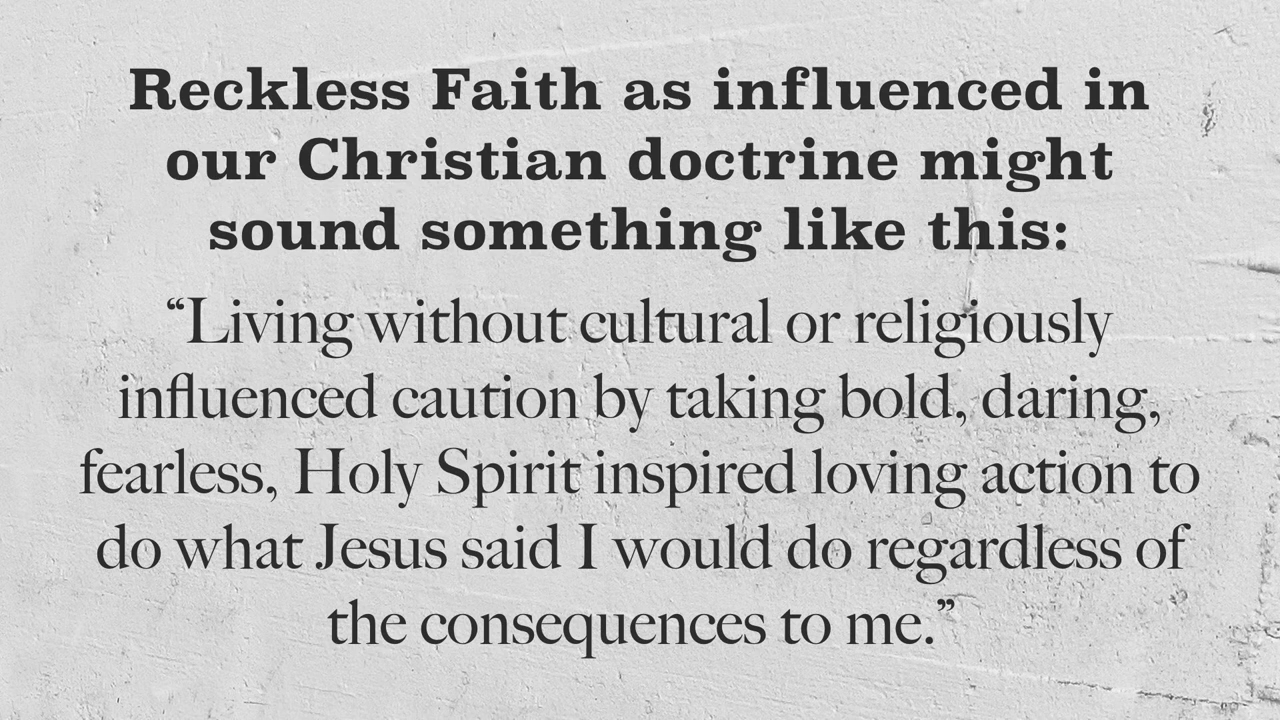 Reckless Faith as influenced in
our Christian doctrine might
sound something like this:
“Living without cultural or religiously
influenced caution by taking bold, daring,
fearless, Holy Spirit inspired loving action to
do what Jesus said I would do regardless of
the consequences to me.”